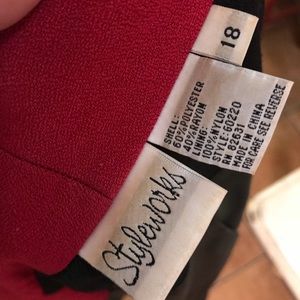 18
SHELL:
60%POLYESTER
40%RAYON
LINING:
100%NYLON
STYLE:60220
RN 82631
MADE IN CHINA
FOR CARE SEE REVERSE
Styleworks